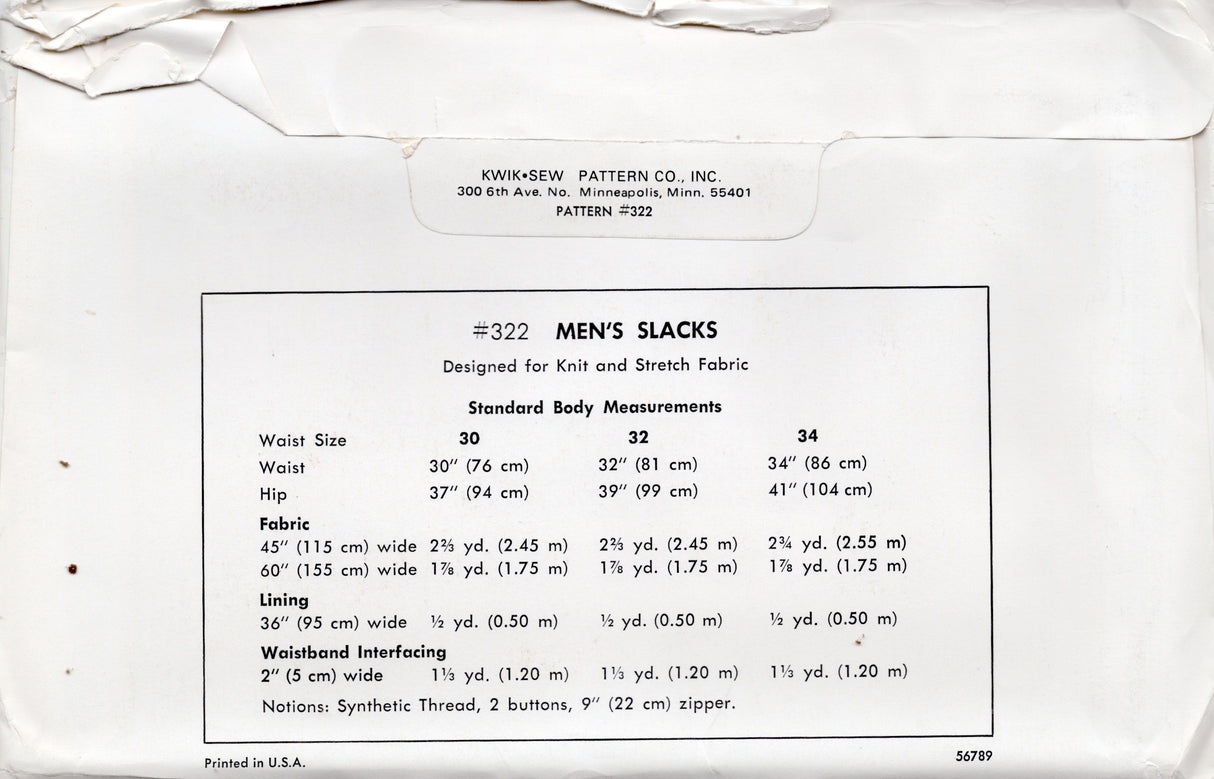 KWIK•SEW PATTERN CO., INC.
300 6th Ave. No. Minneapolis, Minn. 55401
PATTERN #322
#322 MEN'S SLACKS
Designed for Knit and Stretch Fabric
Standard Body Measurements
Waist Size 30 32 34
Waist 30" (76 cm) 32" (81 cm) 34" (86 cm)
Hip 37" (94 cm) 39" (99 cm) 41" (104 cm)
Fabric
45" (115 cm) wide 2⅔ yd. (2.45 m) 2⅔ yd. (2.45 m) 2¾ yd. (2.55 m)
60" (155 cm) wide 1⅞ yd. (1.75 m) 1⅞ yd. (1.75 m) 1⅞ yd. (1.75 m)
Lining
36" (95 cm) wide ½ yd. (0.50 m) ½ yd. (0.50 m) ½ yd. (0.50 m)
Waistband Interfacing
2" (5 cm) wide 1⅓ yd. (1.20 m) 1⅓ yd. (1.20 m) 1⅓ yd. (1.20 m)
Notions: Synthetic Thread, 2 buttons, 9" (22 cm) zipper.
Printed in U.S.A. 56789